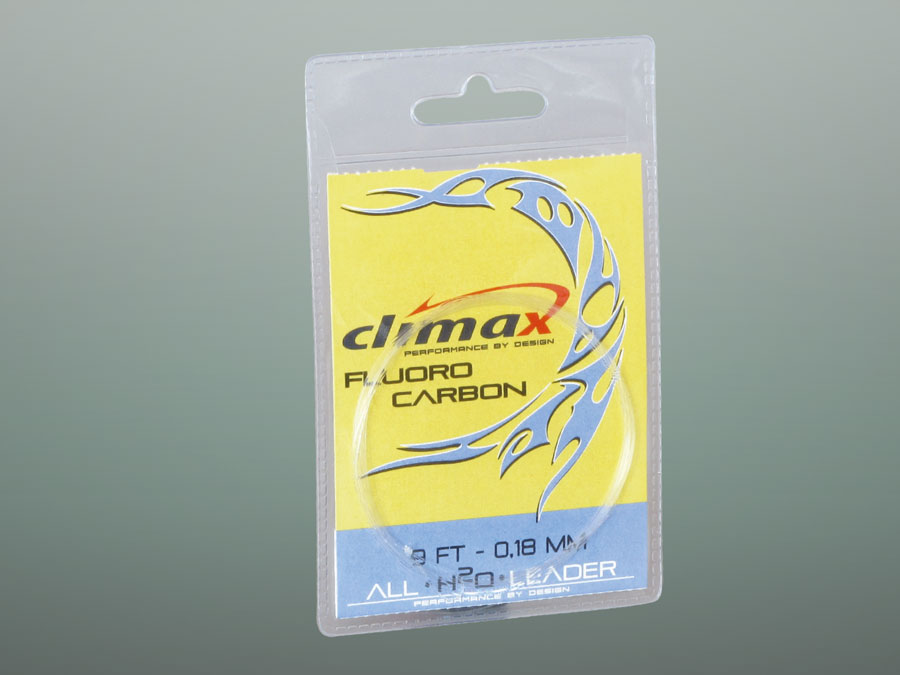 climax
PERFORMANCE BY DESIGN
FLUORO
CARBON
9 FT - 0,18 MM
ALL · H2O · LEADER
PERFORMANCE BY DESIGN